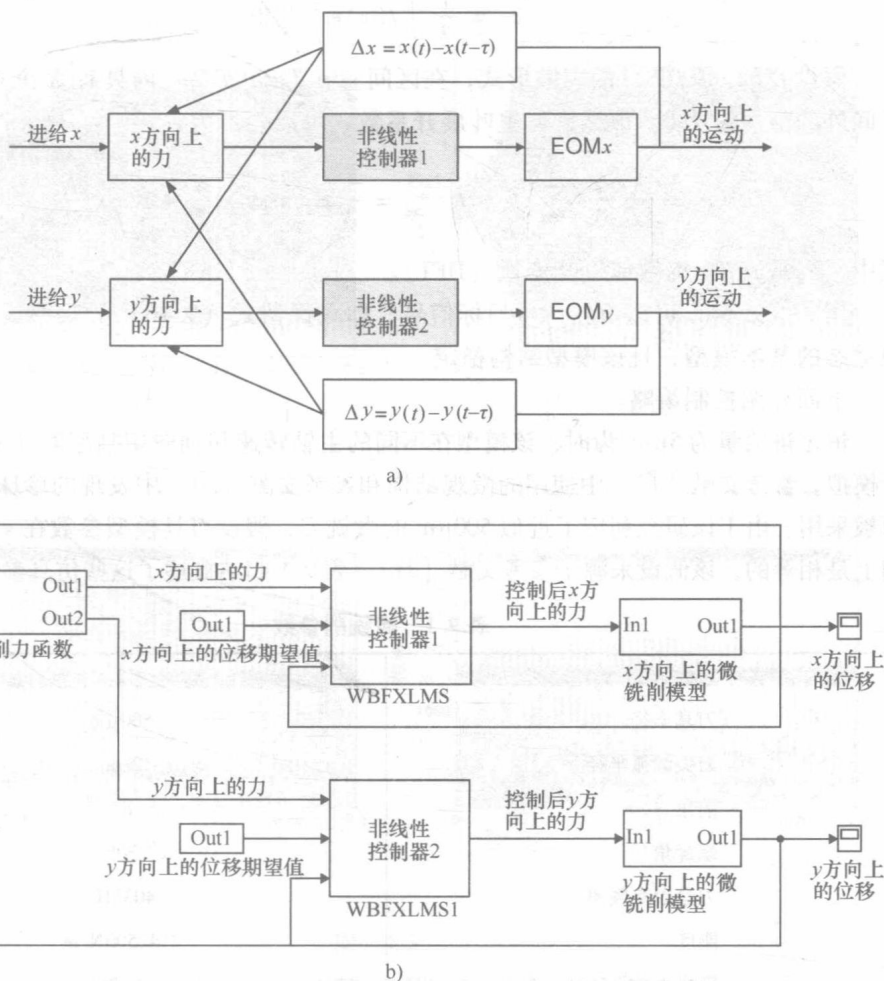 Δx = x(t)−x(t−τ)
进给x
x方向上
的力
非线性
控制器1
EOMx
x方向上
的运动
进给y
y方向上
的力
非线性
控制器2
EOMy
y方向上
的运动
Δy=y(t)−y(t−τ)
a)
Out1
Out2
削力函数
x方向上的力
Out1
x方向上的位移期望值
非线性
控制器1
WBFXLMS
控制后x方
向上的力
In1 Out1
x方向上的微
铣削模型
x方向上
的位移
y方向上的力
Out1
y方向上的位移期望值
非线性
控制器2
WBFXLMS1
控制后y方
向上的力
In1 Out1
y方向上的微
铣削模型
y方向上
的位移
b)